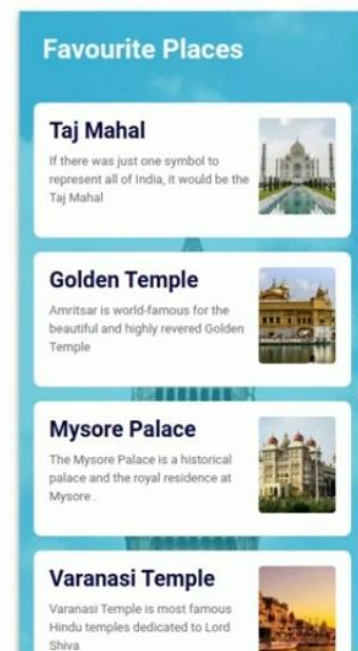 Favourite Places
Taj Mahal
If there was just one symbol to
represent all of India, it would be the
Taj Mahal
Golden Temple
Amritsar is world-famous for the
beautiful and highly revered Golden
Temple
Mysore Palace
The Mysore Palace is a historical
palace and the royal residence at
Mysore .
Varanasi Temple
Varanasi Temple is most famous
Hindu temples dedicated to Lord
Shiva